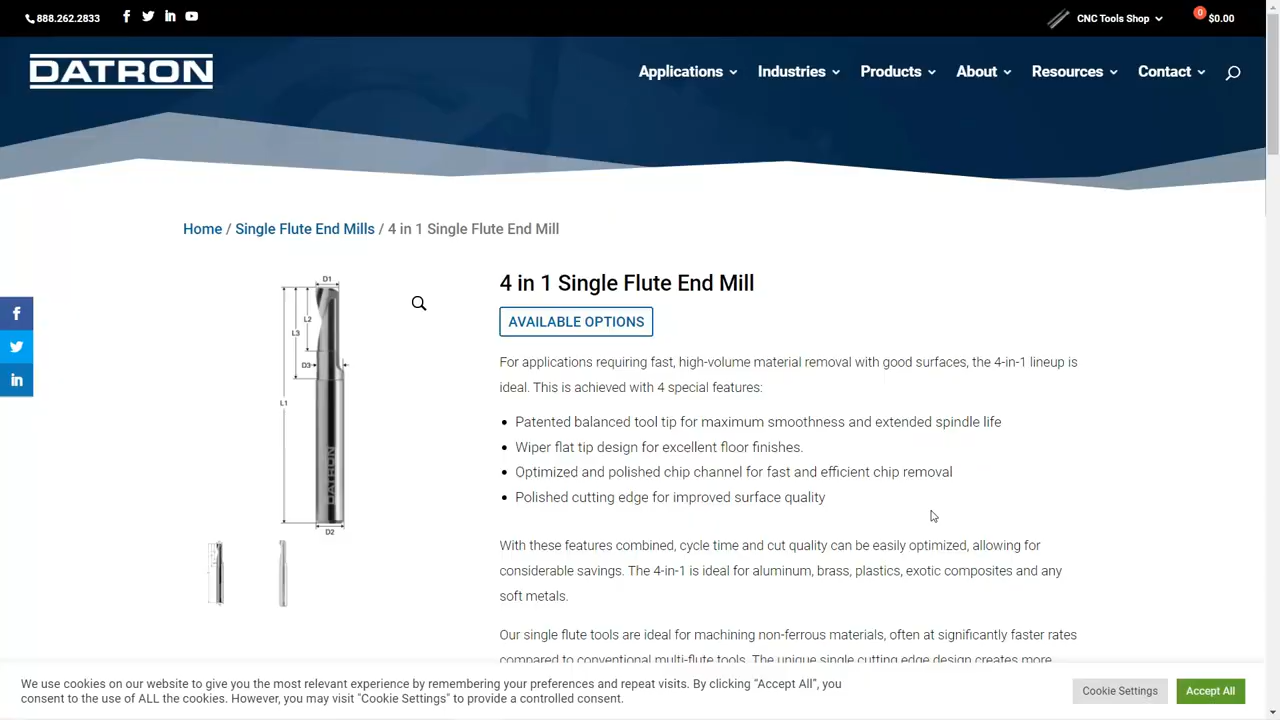 888.262.2833
CNC Tools Shop
0
$0.00
DATRON
Applications
Industries
Products
About
Resources
Contact
Home / Single Flute End Mills / 4 in 1 Single Flute End Mill
D1
L2
L3
D3
L1
DATRON
D2
4 in 1 Single Flute End Mill
AVAILABLE OPTIONS
For applications requiring fast, high-volume material removal with good surfaces, the 4-in-1 lineup is
ideal. This is achieved with 4 special features:
• Patented balanced tool tip for maximum smoothness and extended spindle life
• Wiper flat tip design for excellent floor finishes.
• Optimized and polished chip channel for fast and efficient chip removal
• Polished cutting edge for improved surface quality
With these features combined, cycle time and cut quality can be easily optimized, allowing for
considerable savings. The 4-in-1 is ideal for aluminum, brass, plastics, exotic composites and any
soft metals.
Our single flute tools are ideal for machining non-ferrous materials, often at significantly faster rates
compared to conventional multi-flute tools. The unique single cutting edge design creates more
We use cookies on our website to give you the most relevant experience by remembering your preferences and repeat visits. By clicking “Accept All”, you
consent to the use of ALL the cookies. However, you may visit "Cookie Settings" to provide a controlled consent.
Cookie Settings
Accept All